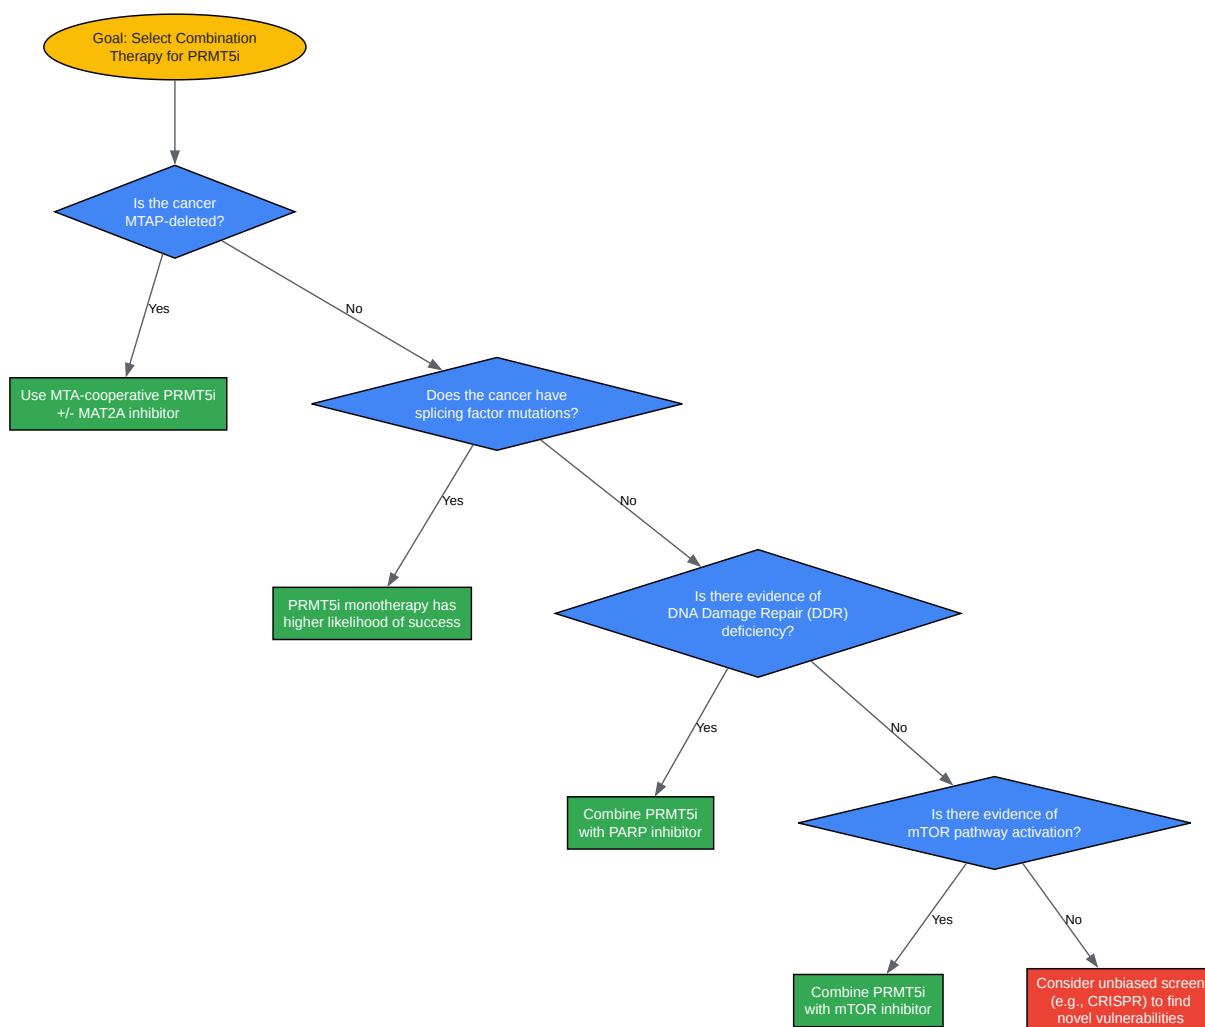 Goal: Select Combination
Therapy for PRMT5i
Is the cancer
MTAP-deleted?
Yes
No
Use MTA-cooperative PRMT5i
+/- MAT2A inhibitor
Does the cancer have
splicing factor mutations?
Yes
No
PRMT5i monotherapy has
higher likelihood of success
Is there evidence of
DNA Damage Repair (DDR)
deficiency?
Yes
No
Combine PRMT5i
with PARP inhibitor
Is there evidence of
mTOR pathway activation?
Yes
No
Combine PRMT5i
with mTOR inhibitor
Consider unbiased screen
(e.g., CRISPR) to find
novel vulnerabilities